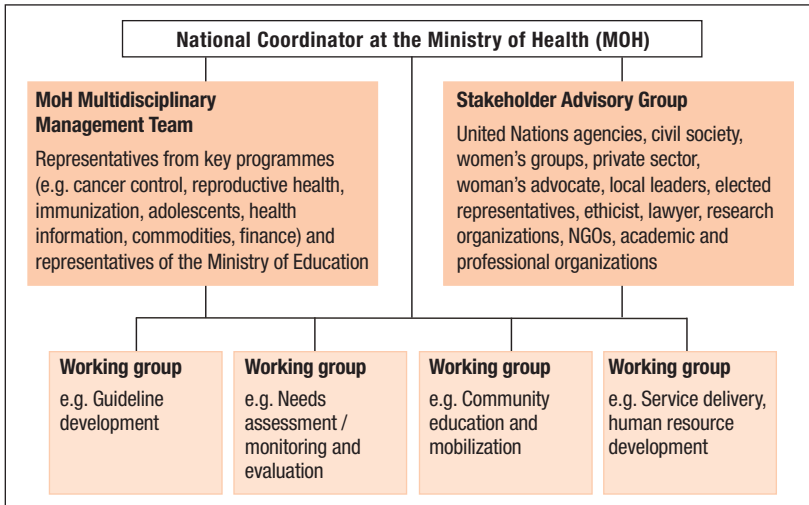 National Coordinator at the Ministry of Health (MOH)
MoH Multidisciplinary
Management Team
Representatives from key programmes
(e.g. cancer control, reproductive health,
immunization, adolescents, health
information, commodities, finance) and
representatives of the Ministry of Education
Stakeholder Advisory Group
United Nations agencies, civil society,
women’s groups, private sector,
woman’s advocate, local leaders, elected
representatives, ethicist, lawyer, research
organizations, NGOs, academic and
professional organizations
Working group
e.g. Guideline
development
Working group
e.g. Needs
assessment /
monitoring and
evaluation
Working group
e.g. Community
education and
mobilization
Working group
e.g. Service delivery,
human resource
development